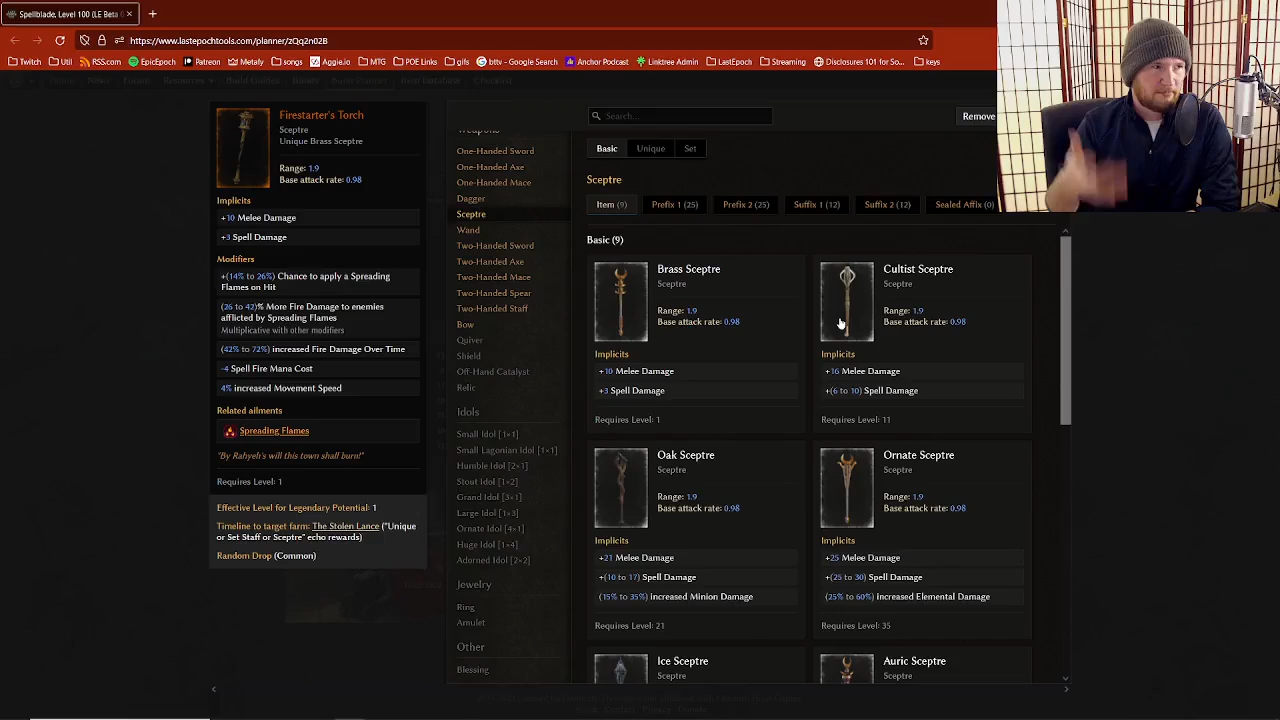 Spellblade, Level 100 (LE Beta
https://www.lastepochtools.com/planner/zQq2n02B
Twitch
Util
RSS.com
EpicEpoch
Patreon
Metafy
songs
Aggie.io
MTG
POE Links
gifs
bttv - Google Search
Anchor Podcast
Linktree Admin
LastEpoch
Streaming
Disclosures 101 for So...
keys
Firestarter's Torch
Sceptre
Unique Brass Sceptre
Range: 1.9
Base attack rate: 0.98
Implicits
+10 Melee Damage
+3 Spell Damage
Modifiers
+(14% to 26%) Chance to apply a Spreading
Flames on Hit
(26 to 42)% More Fire Damage to enemies
afflicted by Spreading Flames
Multiplicative with other modifiers
(42% to 72%) increased Fire Damage Over Time
-4 Spell Fire Mana Cost
4% increased Movement Speed
Related ailments
Spreading Flames
"By Rahyeh's will this town shall burn!"
Requires Level: 1
Effective Level for Legendary Potential: 1
Timeline to target farm: The Stolen Lance ("Unique
or Set Staff or Sceptre" echo rewards)
Random Drop (Common)
Weapons
One-Handed Sword
One-Handed Axe
One-Handed Mace
Dagger
Sceptre
Wand
Two-Handed Sword
Two-Handed Axe
Two-Handed Mace
Two-Handed Spear
Two-Handed Staff
Bow
Quiver
Shield
Off-Hand Catalyst
Relic
Idols
Small Idol [1×1]
Small Lagonian Idol [1×1]
Humble Idol [2×1]
Stout Idol [1×2]
Grand Idol [3×1]
Large Idol [1×3]
Ornate Idol [4×1]
Huge Idol [1×4]
Adorned Idol [2×2]
Jewelry
Ring
Amulet
Other
Blessing
Search...
Remove
Basic
Unique
Set
Sceptre
Item (9)
Prefix 1 (25)
Prefix 2 (25)
Suffix 1 (12)
Suffix 2 (12)
Sealed Affix (0)
Basic (9)
Brass Sceptre
Sceptre
Range: 1.9
Base attack rate: 0.98
Implicits
+10 Melee Damage
+3 Spell Damage
Requires Level: 1
Cultist Sceptre
Sceptre
Range: 1.9
Base attack rate: 0.98
Implicits
+16 Melee Damage
+(6 to 10) Spell Damage
Requires Level: 11
Oak Sceptre
Sceptre
Range: 1.9
Base attack rate: 0.98
Implicits
+21 Melee Damage
+(10 to 17) Spell Damage
(15% to 35%) Increased Minion Damage
Requires Level: 21
Ornate Sceptre
Sceptre
Range: 1.9
Base attack rate: 0.98
Implicits
+25 Melee Damage
+(25 to 30) Spell Damage
(25% to 60%) Increased Elemental Damage
Requires Level: 35
Ice Sceptre
Sceptre
Auric Sceptre
Sceptre